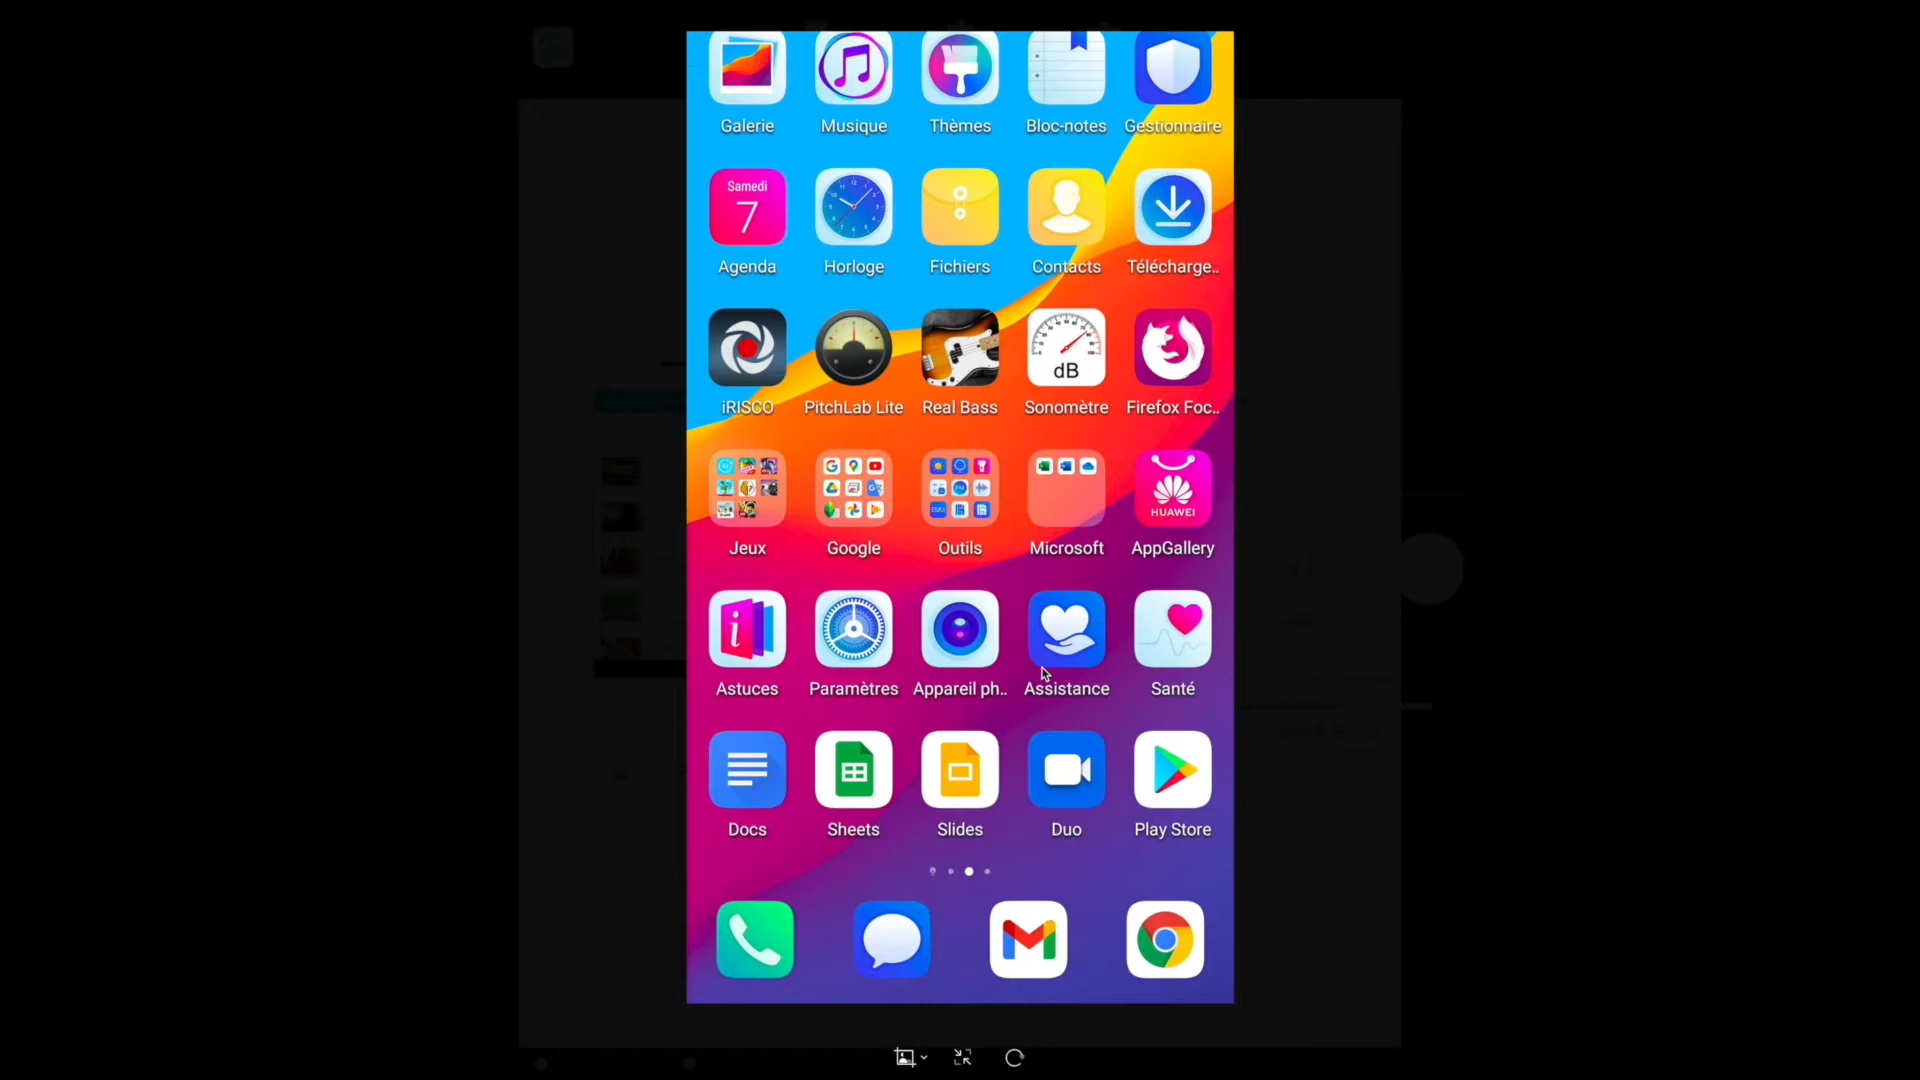 Galerie Musique Thèmes Bloc-notes Gestionnaire
Samedi
7
Agenda Horloge Fichiers Contacts Télécharge..
dB
iRISCO PitchLab Lite Real Bass Sonomètre Firefox Foc..
HUAWEI
Jeux Google Outils Microsoft AppGallery
Astuces Paramètres Appareil ph.. Assistance Santé
Docs Sheets Slides Duo Play Store